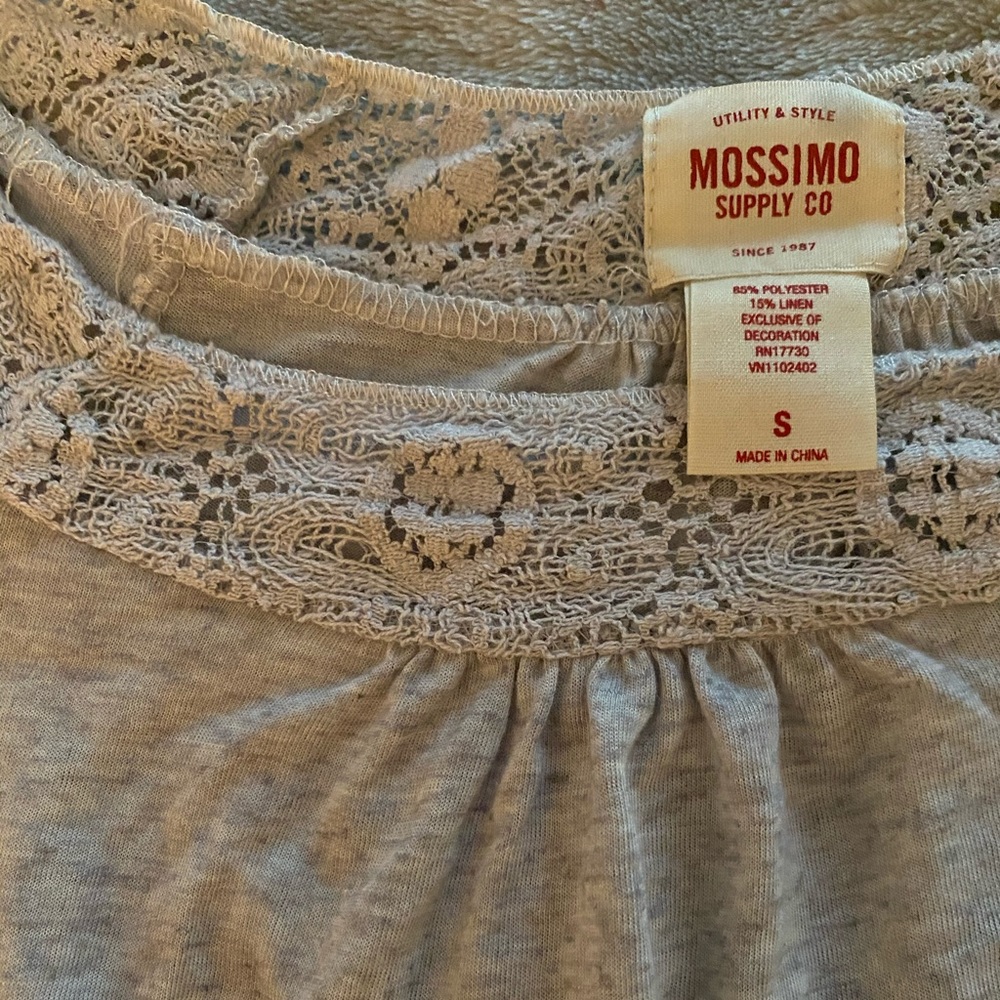 UTILITY & STYLE
MOSSIMO
SUPPLY CO
SINCE 1987
85% POLYESTER
15% LINEN
EXCLUSIVE OF
DECORATION
RN17730
VN1102402
S
MADE IN CHINA